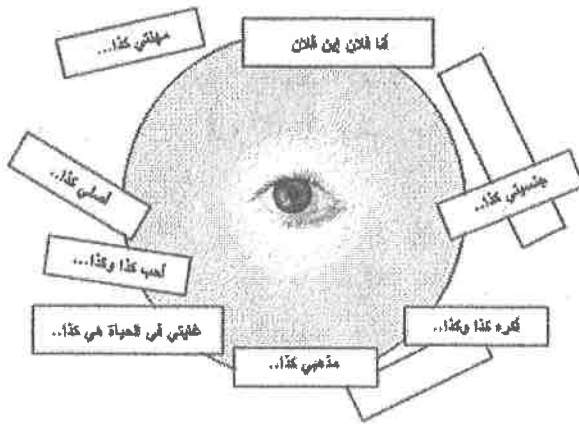 أنا فلان إبن فلان
مهنتي كذا...
جنسيتي كذا..
أصلي كذا..
أحب كذا وكذا...
غايتي في الحياة هي كذا..
أكره كذا وكذا..
مذهبي كذا..